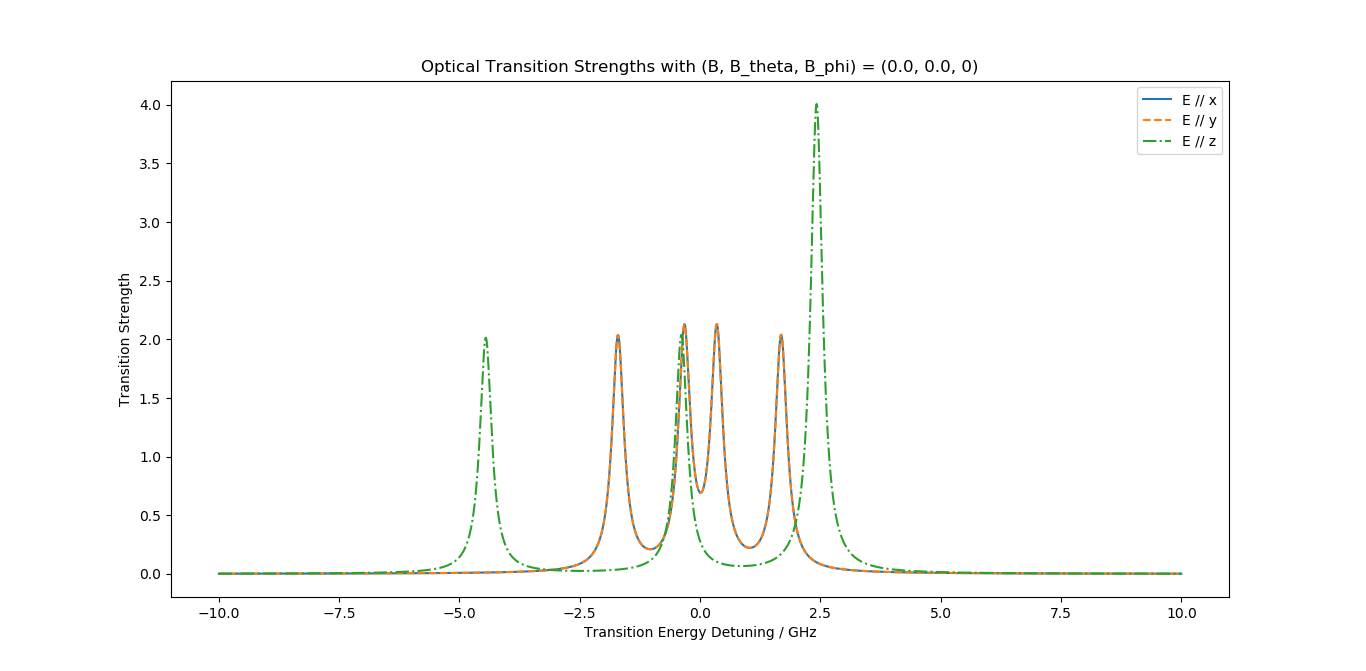 Optical Transition Strengths with (B, B_theta, B_phi) = (0.0, 0.0, 0)
E // x
E // y
E // z
4.0
3.5
3.0
2.5
2.0
1.5
1.0
0.5
0.0
Transition Strength
−10.0 −7.5 −5.0 −2.5 0.0 2.5 5.0 7.5 10.0
Transition Energy Detuning / GHz